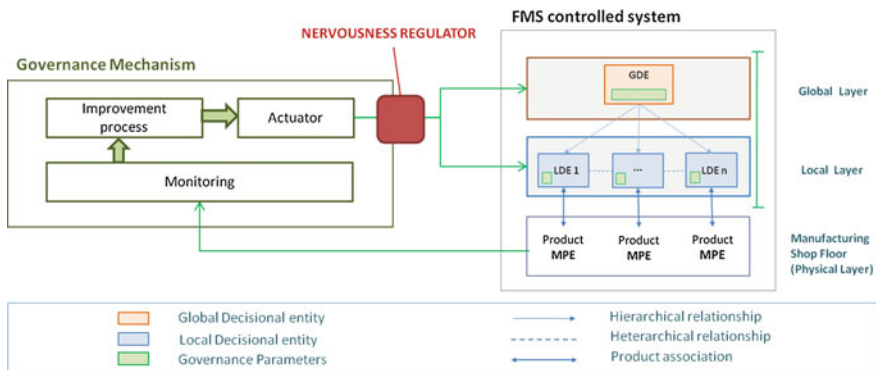 FMS controlled system
NERVOUSNESS REGULATOR
Governance Mechanism
Improvement
process
Actuator
Monitoring
GDE
Global Layer
LDE 1
...
LDE n
Local Layer
Product
MPE
Product
MPE
Product
MPE
Manufacturing
Shop Floor
(Physical Layer)
Global Decisional entity
Local Decisional entity
Governance Parameters
Hierarchical relationship
Heterarchical relationship
Product association